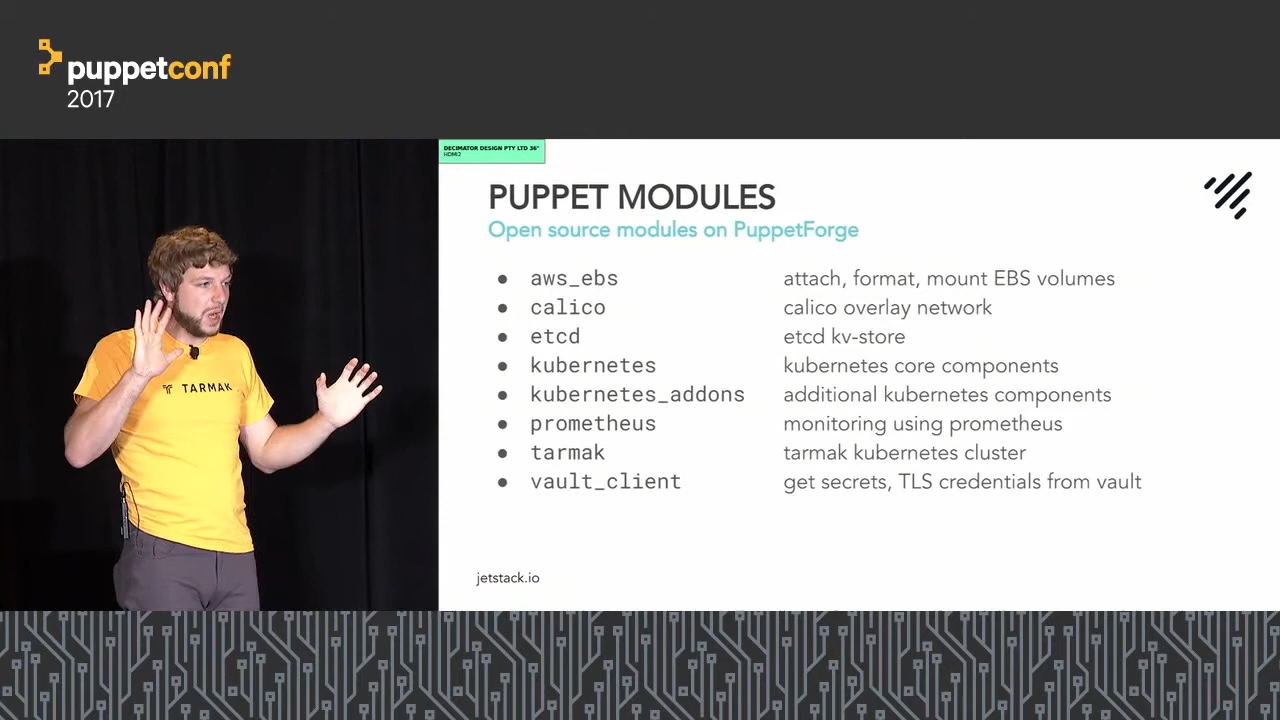 puppetconf
2017
DECIMATOR DESIGN PTY LTD 36"
HDMI2
PUPPET MODULES
Open source modules on PuppetForge
● aws_ebs attach, format, mount EBS volumes
● calico calico overlay network
● etcd etcd kv-store
● kubernetes kubernetes core components
● kubernetes_addons additional kubernetes components
● prometheus monitoring using prometheus
● tarmak tarmak kubernetes cluster
● vault_client get secrets, TLS credentials from vault
TARMAK
jetstack.io